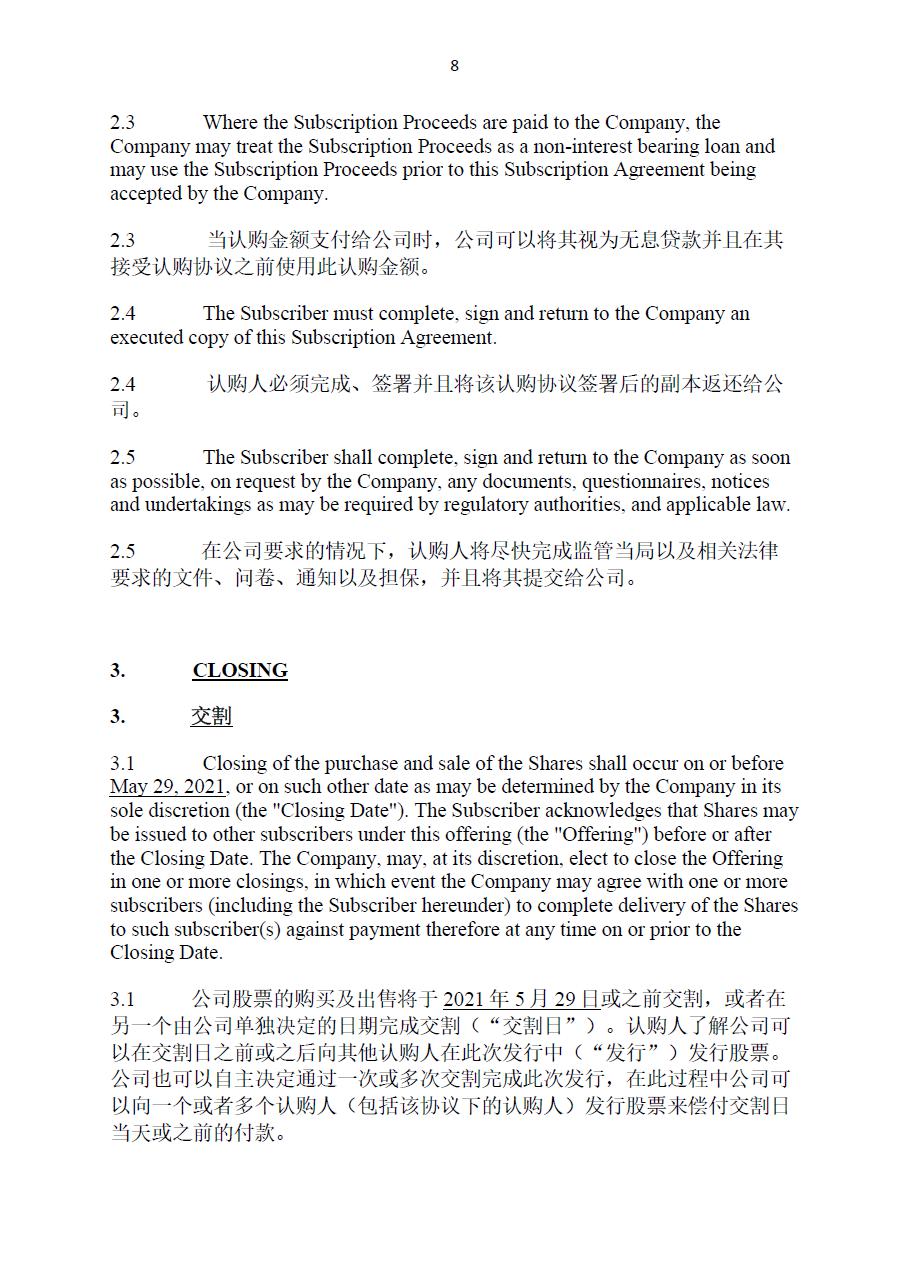 8
2.3 Where the Subscription Proceeds are paid to the Company, the
Company may treat the Subscription Proceeds as a non-interest bearing loan and
may use the Subscription Proceeds prior to this Subscription Agreement being
accepted by the Company.
2.3 当认购金额支付给公司时，公司可以将其视为无息贷款并且在其
接受认购协议之前使用此认购金额。
2.4 The Subscriber must complete, sign and return to the Company an
executed copy of this Subscription Agreement.
2.4 认购人必须完成、签署并且将该认购协议签署后的副本返还给公
司。
2.5 The Subscriber shall complete, sign and return to the Company as soon
as possible, on request by the Company, any documents, questionnaires, notices
and undertakings as may be required by regulatory authorities, and applicable law.
2.5 在公司要求的情况下，认购人将尽快完成监管当局以及相关法律
要求的文件、问卷、通知以及担保，并且将其提交给公司。
3. CLOSING
3. 交割
3.1 Closing of the purchase and sale of the Shares shall occur on or before
May 29, 2021, or on such other date as may be determined by the Company in its
sole discretion (the "Closing Date"). The Subscriber acknowledges that Shares may
be issued to other subscribers under this offering (the "Offering") before or after
the Closing Date. The Company, may, at its discretion, elect to close the Offering
in one or more closings, in which event the Company may agree with one or more
subscribers (including the Subscriber hereunder) to complete delivery of the Shares
to such subscriber(s) against payment therefore at any time on or prior to the
Closing Date.
3.1 公司股票的购买及出售将于 2021 年 5 月 29 日或之前交割，或者在
另一个由公司单独决定的日期完成交割（“交割日”）。认购人了解公司可
以在交割日之前或之后向其他认购人在此次发行中（“发行”）发行股票。
公司也可以自主决定通过一次或多次交割完成此次发行，在此过程中公司可
以向一个或者多个认购人（包括该协议下的认购人）发行股票来偿付交割日
当天或之前的付款。